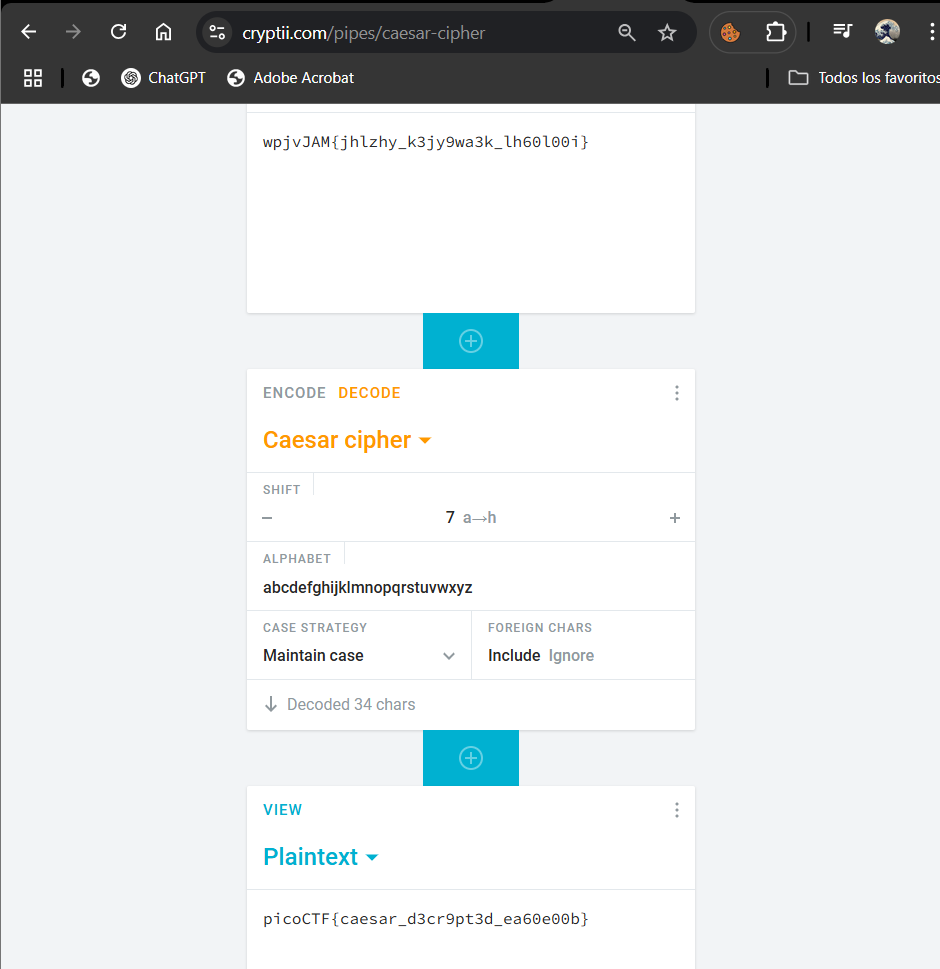 cryptii.com/pipes/caesar-cipher
ChatGPT
Adobe Acrobat
Todos los favoritos
wpjvJAM{jhlzhy_k3jy9wa3k_lh60l00i}
ENCODE DECODE
Caesar cipher
SHIFT
− 7 a→h +
ALPHABET
abcdefghijklmnopqrstuvwxyz
CASE STRATEGY
FOREIGN CHARS
Maintain case
Include Ignore
Decoded 34 chars
VIEW
Plaintext
picoCTF{caesar_d3cr9pt3d_ea60e00b}